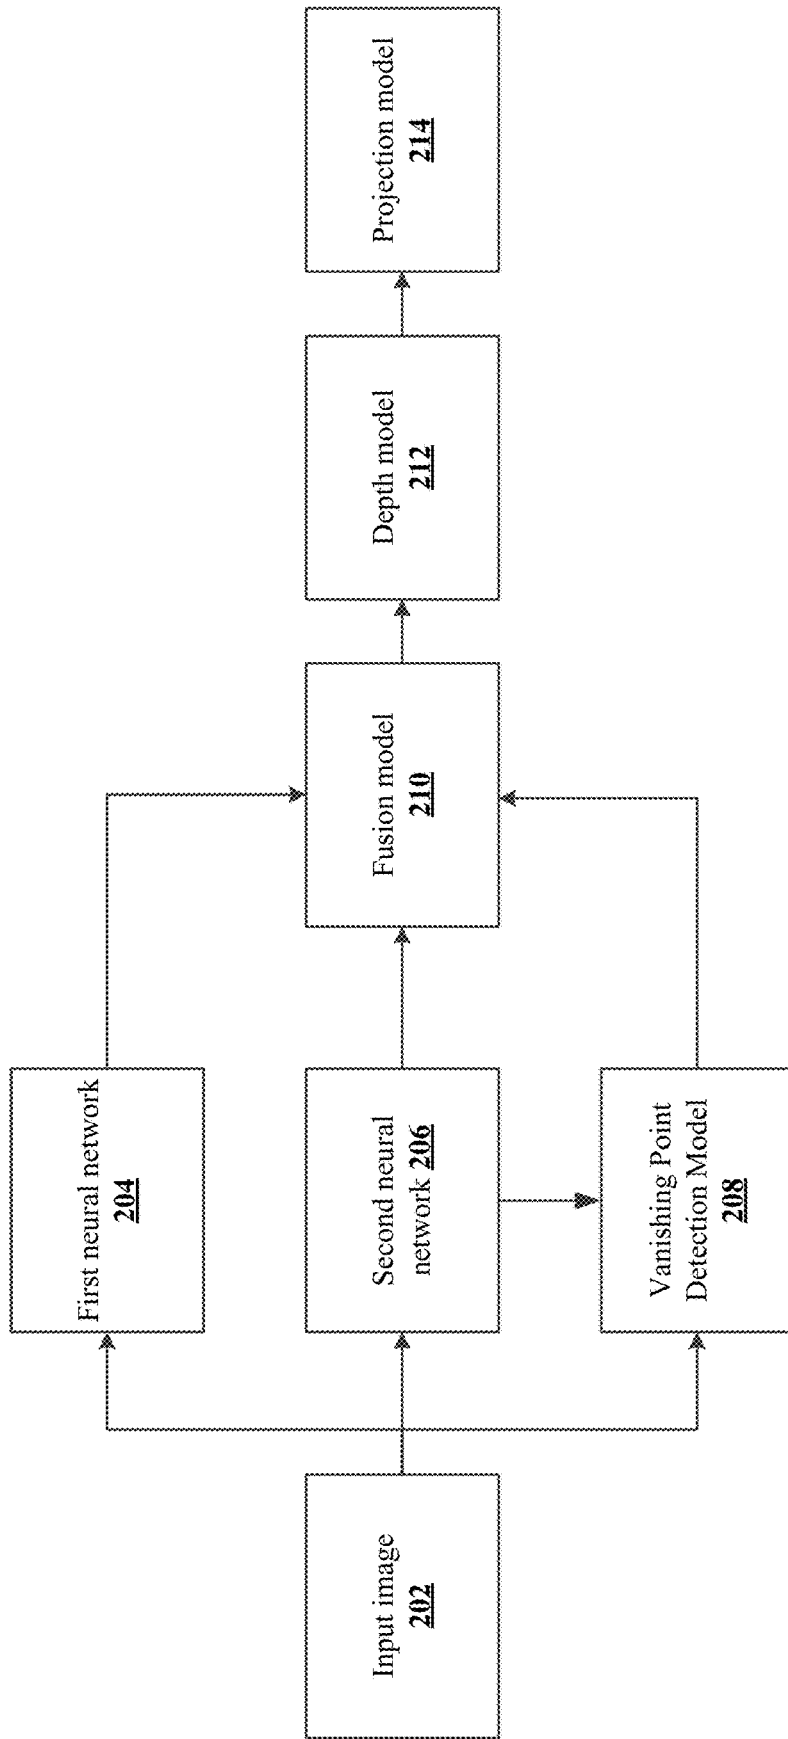 Input image
202
First neural network
204
Second neural
network 206
Vanishing Point
Detection Model
208
Fusion model
210
Depth model
212
Projection model
214